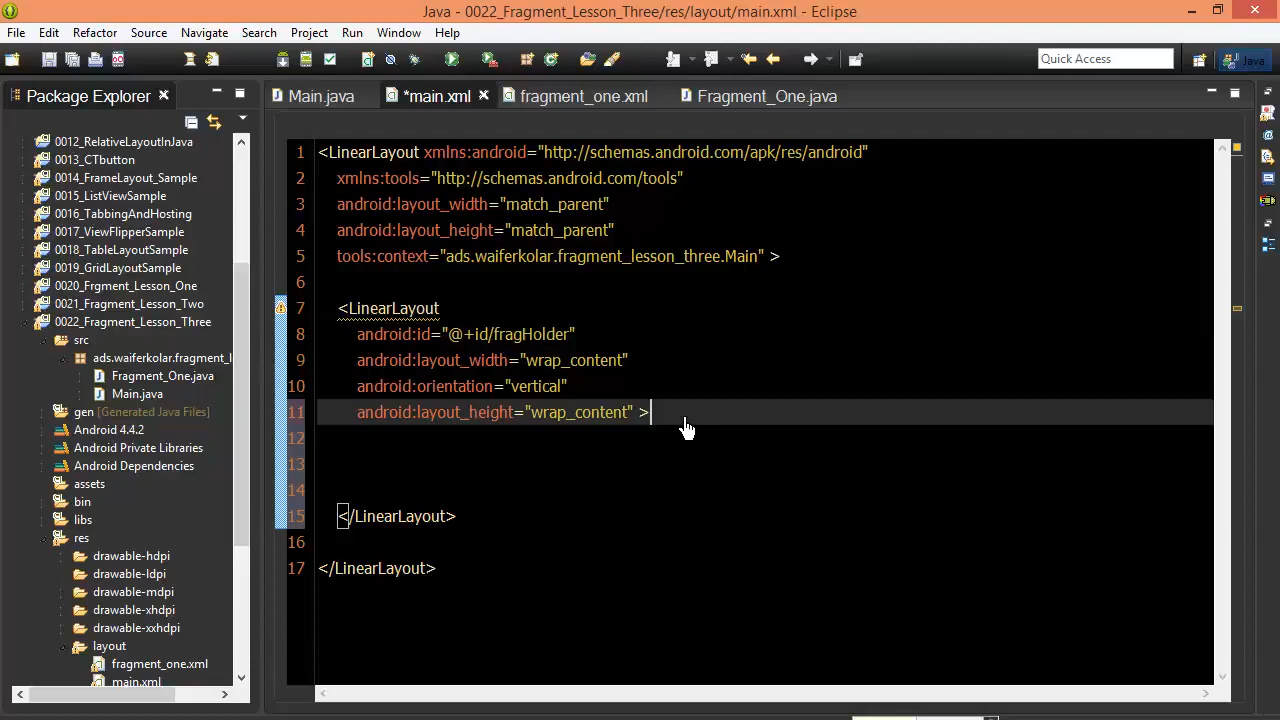 Java - 0022_Fragment_Lesson_Three/res/layout/main.xml - Eclipse
File Edit Refactor Source Navigate Search Project Run Window Help
Quick Access
Java
Package Explorer
Main.java
*main.xml
fragment_one.xml
Fragment_One.java
0012_RelativeLayoutInJava
0013_CTbutton
0014_FrameLayout_Sample
0015_ListViewSample
0016_TabbingAndHosting
0017_ViewFlipperSample
0018_TableLayoutSample
0019_GridLayoutSample
0020_Frgment_Lesson_One
0021_Fragment_Lesson_Two
0022_Fragment_Lesson_Three
src
ads.waiferkolar.fragment_l
Fragment_One.java
Main.java
gen [Generated Java Files]
Android 4.4.2
Android Private Libraries
Android Dependencies
assets
bin
libs
res
drawable-hdpi
drawable-ldpi
drawable-mdpi
drawable-xhdpi
drawable-xxhdpi
layout
fragment_one.xml
main.xml
1 <LinearLayout xmlns:android="http://schemas.android.com/apk/res/android"
2 xmlns:tools="http://schemas.android.com/tools"
3 android:layout_width="match_parent"
4 android:layout_height="match_parent"
5 tools:context="ads.waiferkolar.fragment_lesson_three.Main" >
6
7 <LinearLayout
8 android:id="@+id/fragHolder"
9 android:layout_width="wrap_content"
10 android:orientation="vertical"
11 android:layout_height="wrap_content" >
12
13
14
15 </LinearLayout>
16
17 </LinearLayout>